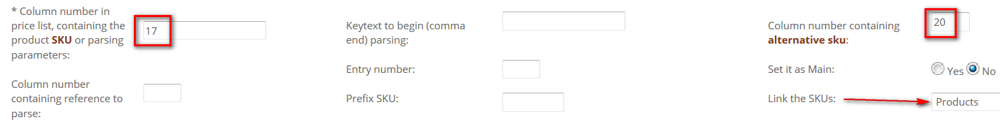 * Column number in
price list, containing the
product SKU or parsing
parameters:
17
Column number
containing reference to
parse:
Keytext to begin (comma
end) parsing:
Entry number:
Prefix SKU:
Column number containing
alternative sku:
20
Set it as Main:
Yes No
Link the SKUs:
Products